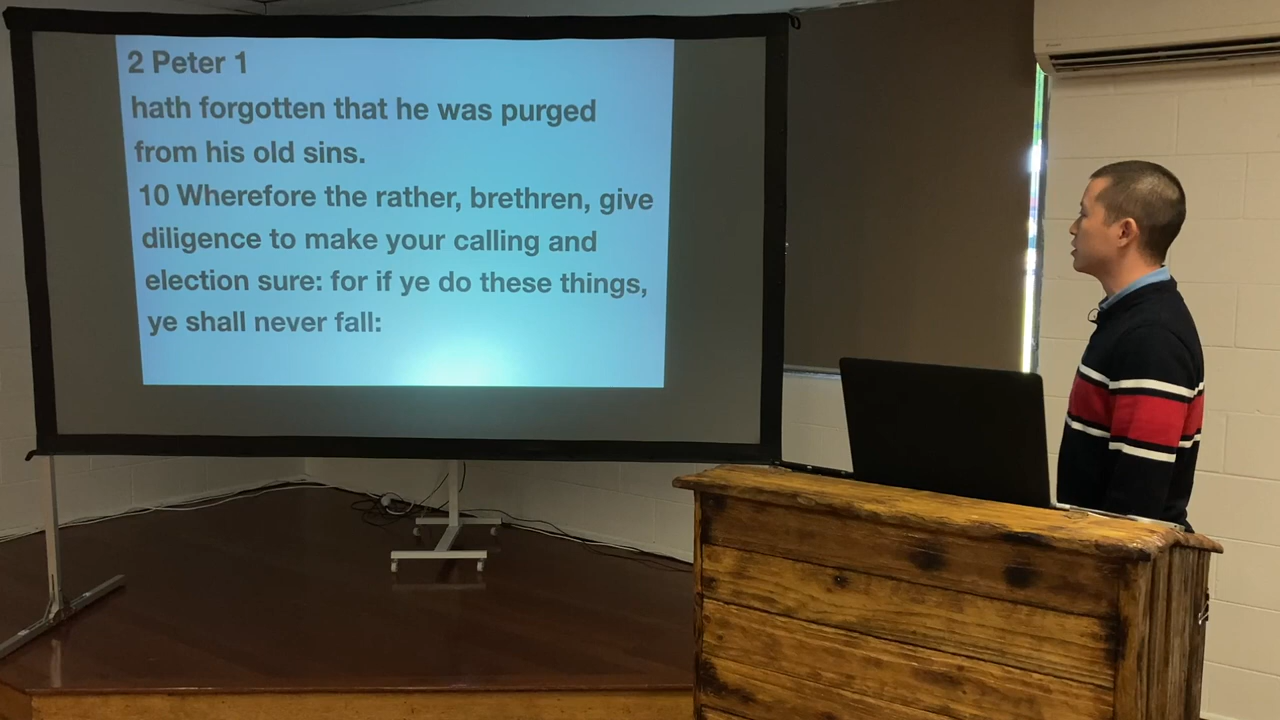 2 Peter 1
hath forgotten that he was purged
from his old sins.
10 Wherefore the rather, brethren, give
diligence to make your calling and
election sure: for if ye do these things,
ye shall never fall: